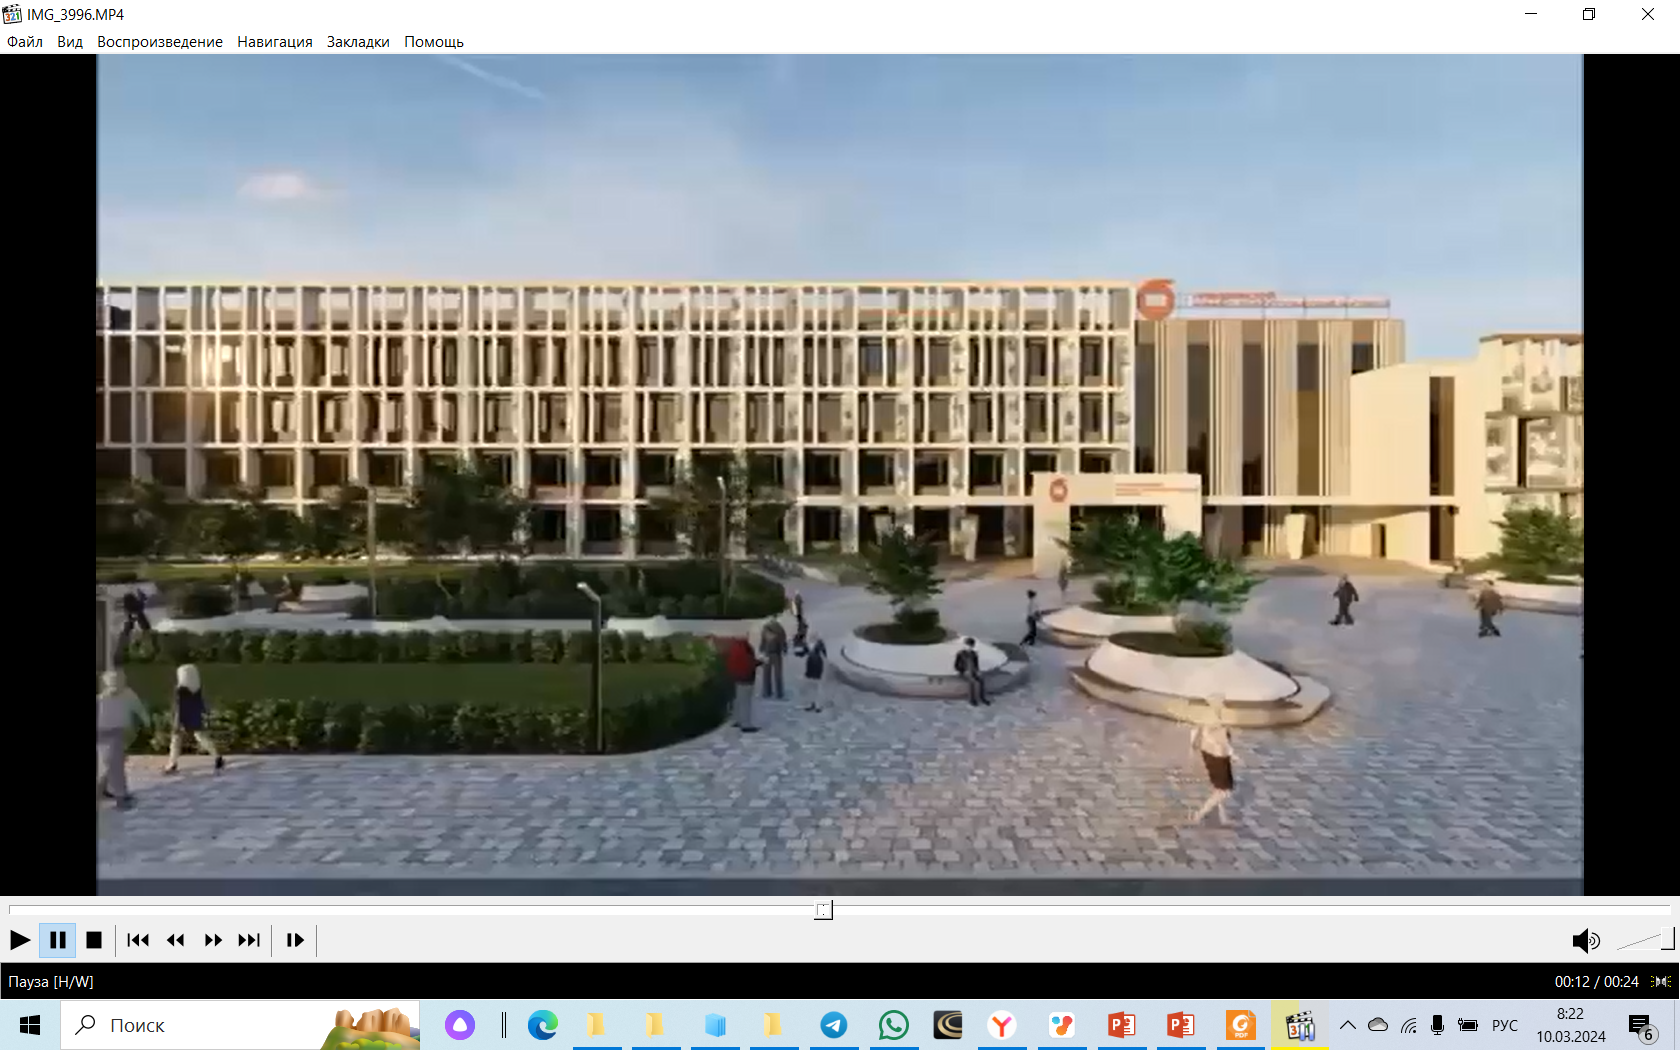 IMG_3996.MP4
Файл Вид Воспроизведение Навигация Закладки Помощь
Пауза [H/W]
00:12 / 00:24
Поиск
РУС
8:22
10.03.2024
6